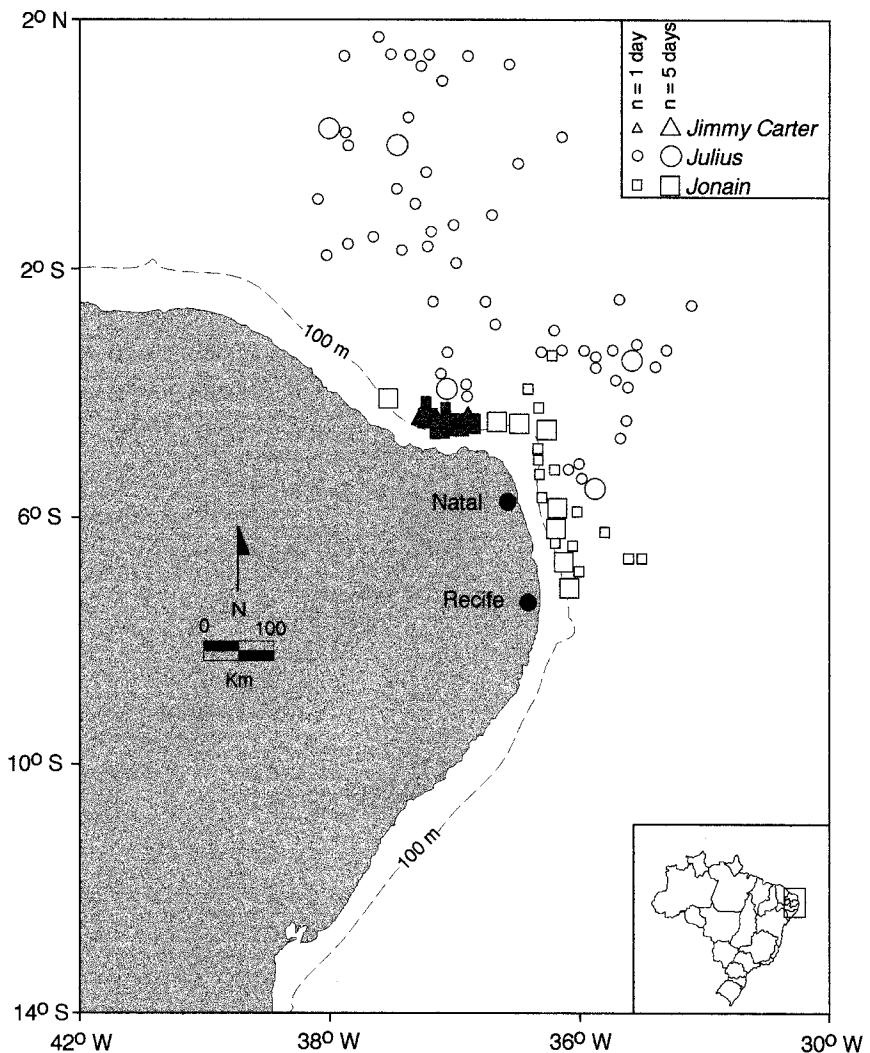 2º N
n = 1 day
n = 5 days
Jimmy Carter
Julius
Jonain
2º S
100 m
Natal
6º S
Recife
N
0 100
Km
10º S
100 m
14º S
42º W
38º W
36º W
30º W